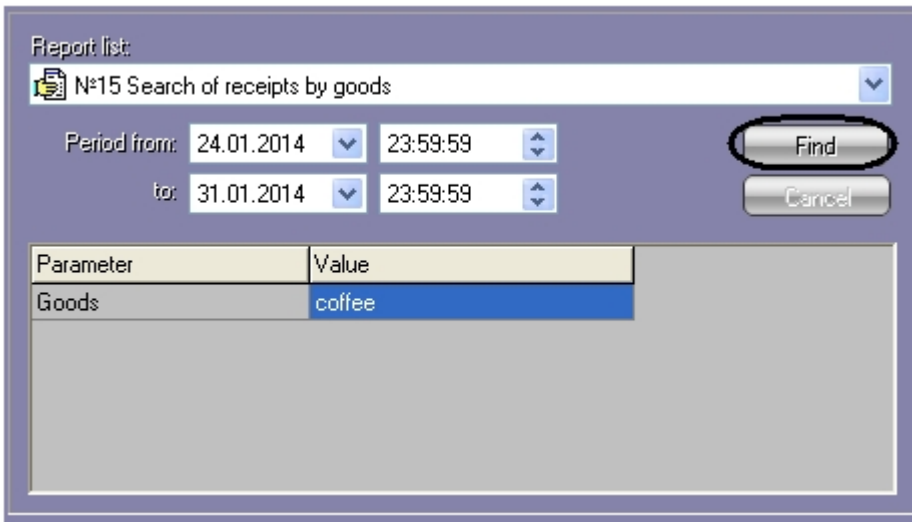 Report list:
№15 Search of receipts by goods
Period from: 24.01.2014 23:59:59 Find
to: 31.01.2014 23:59:59 Cancel
Parameter Value
Goods coffee